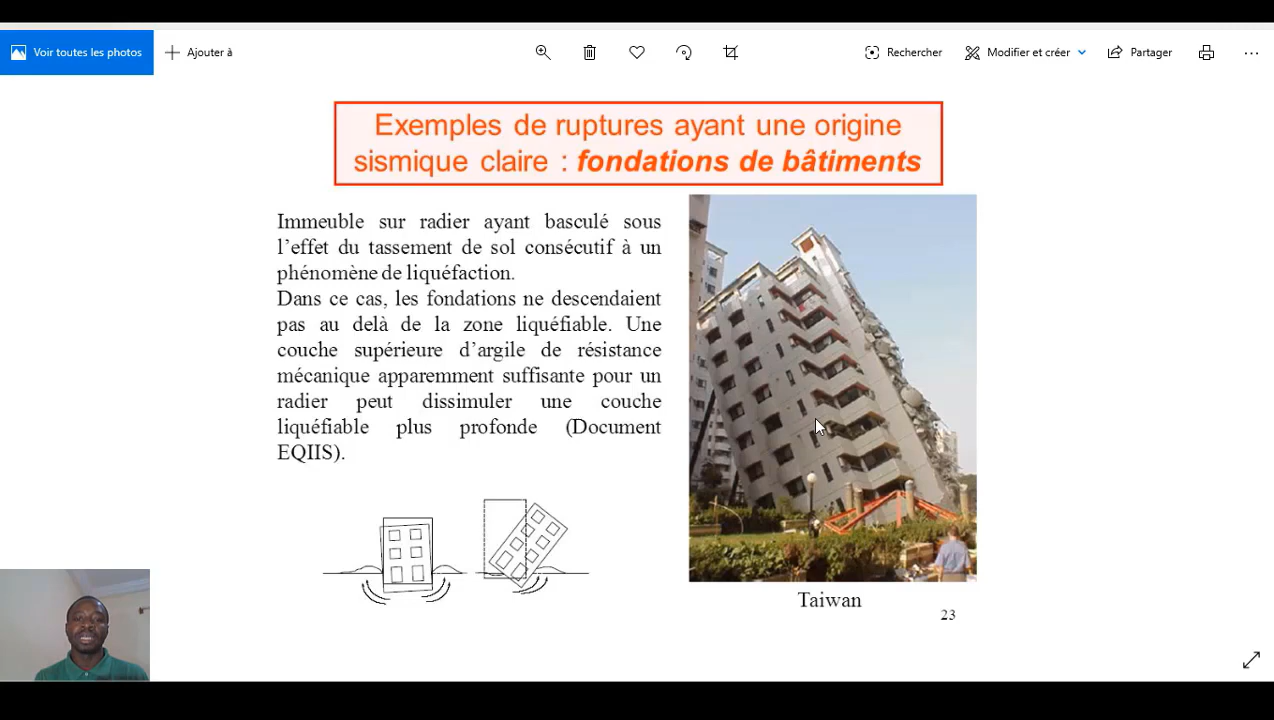 Voir toutes les photos
Ajouter à
Rechercher
Modifier et créer
Partager
Exemples de ruptures ayant une origine
sismique claire : fondations de bâtiments
Immeuble sur radier ayant basculé sous
l’effet du tassement de sol consécutif à un
phénomène de liquéfaction.
Dans ce cas, les fondations ne descendaient
pas au delà de la zone liquéfiable. Une
couche supérieure d’argile de résistance
mécanique apparemment suffisante pour un
radier peut dissimuler une couche
liquéfiable plus profonde (Document
EQIIS).
Taiwan
23